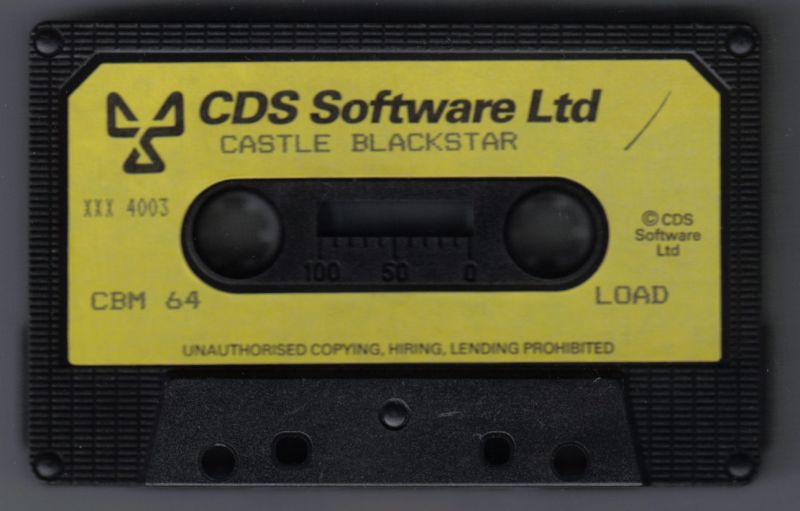 CDS Software Ltd
CASTLE BLACKSTAR
XXX 4003
© CDS
Software
Ltd
100 50 0
CBM 64
LOAD
UNAUTHORISED COPYING, HIRING, LENDING PROHIBITED